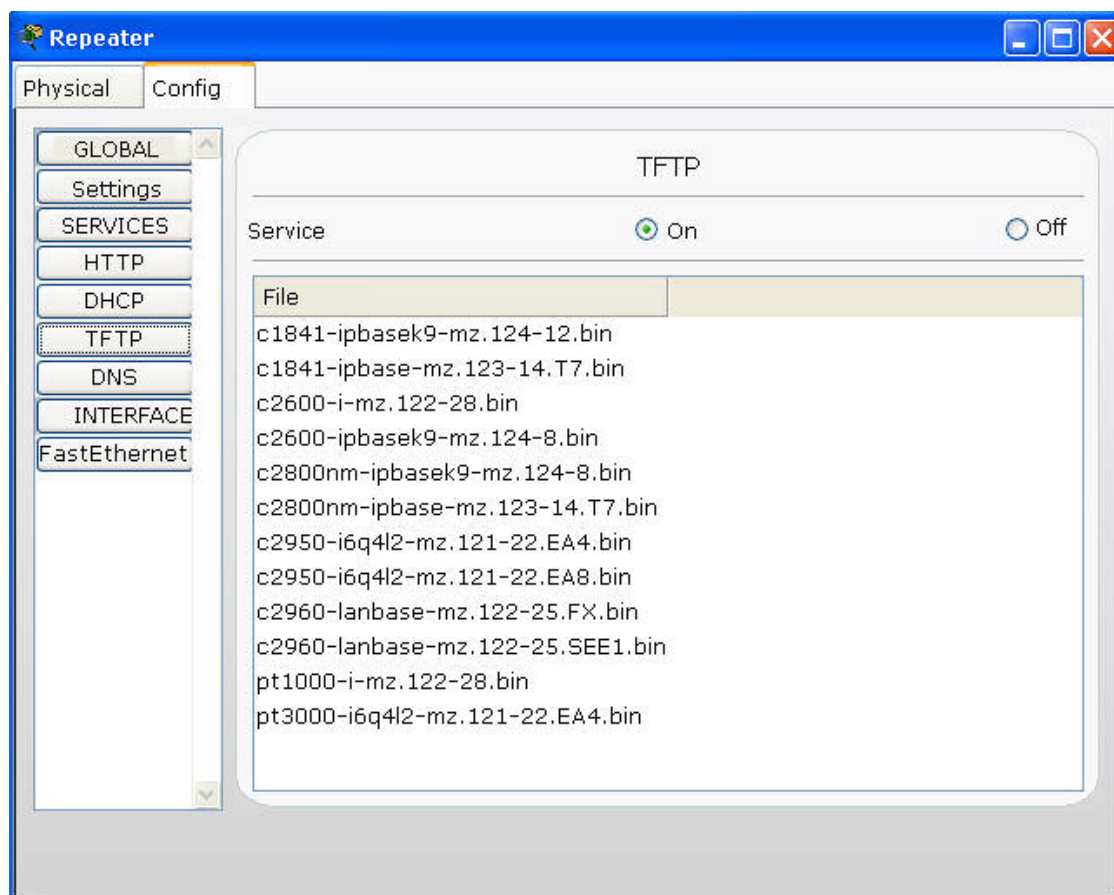 Repeater
Physical
Config
GLOBAL
Settings
SERVICES
HTTP
DHCP
TFTP
DNS
INTERFACE
FastEthernet
TFTP
Service
On
Off
File
c1841-ipbasek9-mz.124-12.bin
c1841-ipbase-mz.123-14.T7.bin
c2600-i-mz.122-28.bin
c2600-ipbasek9-mz.124-8.bin
c2800nm-ipbasek9-mz.124-8.bin
c2800nm-ipbase-mz.123-14.T7.bin
c2950-i6q4l2-mz.121-22.EA4.bin
c2950-i6q4l2-mz.121-22.EA8.bin
c2960-lanbase-mz.122-25.FX.bin
c2960-lanbase-mz.122-25.SEE1.bin
pt1000-i-mz.122-28.bin
pt3000-i6q4l2-mz.121-22.EA4.bin